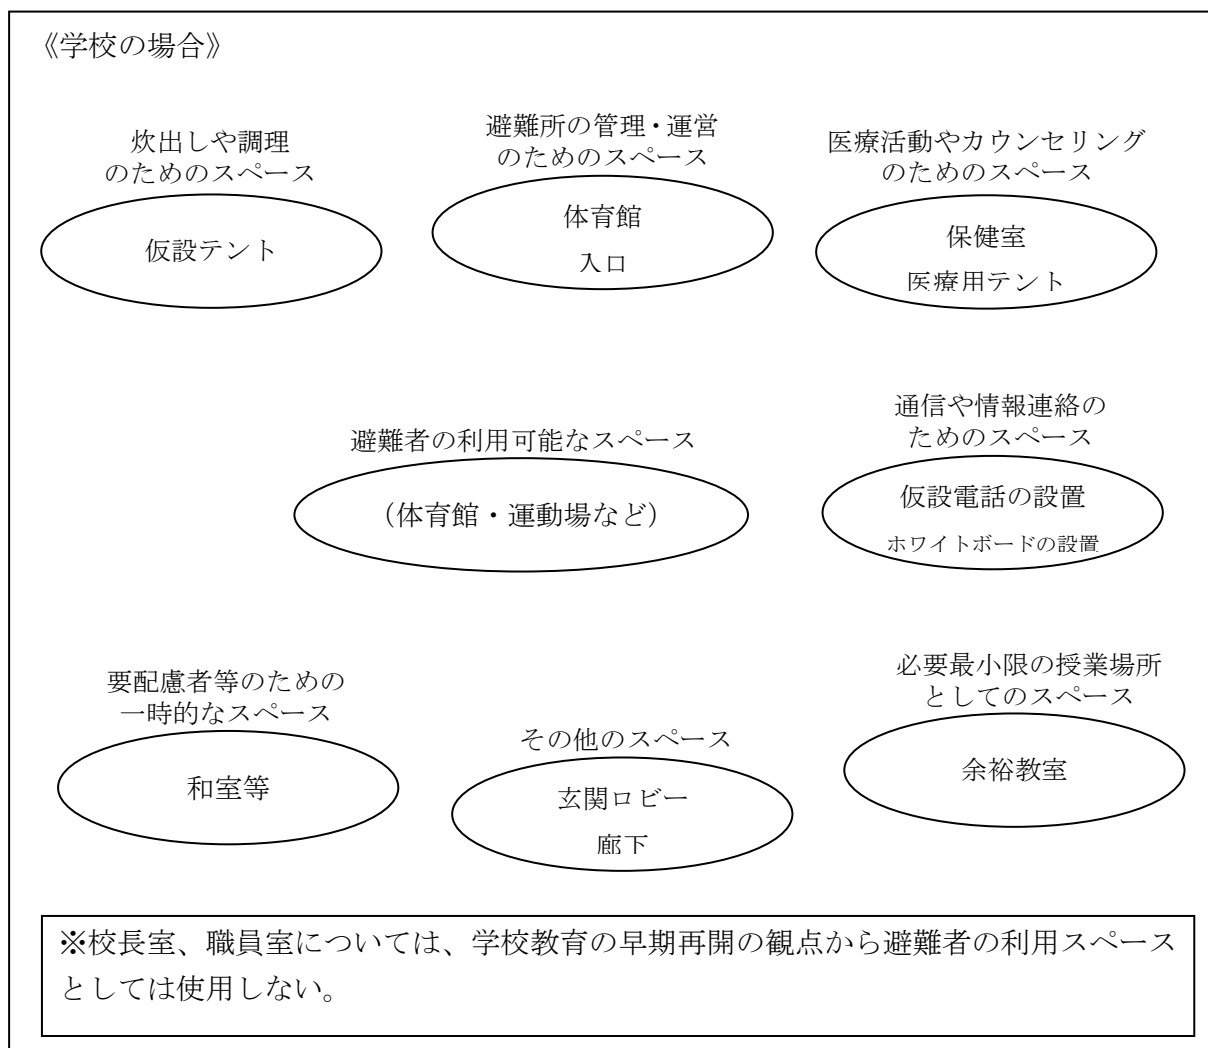 《学校の場合》
炊出しや調理
のためのスペース
仮設テント
避難所の管理・運営
のためのスペース
体育館
入口
医療活動やカウンセリング
のためのスペース
保健室
医療用テント
避難者の利用可能なスペース
（体育館・運動場など）
通信や情報連絡の
ためのスペース
仮設電話の設置
ホワイトボードの設置
要配慮者等のための
一時的なスペース
和室等
その他のスペース
玄関ロビー
廊下
必要最小限の授業場所
としてのスペース
余裕教室
※校長室、職員室については、学校教育の早期再開の観点から避難者の利用スペース
としては使用しない。